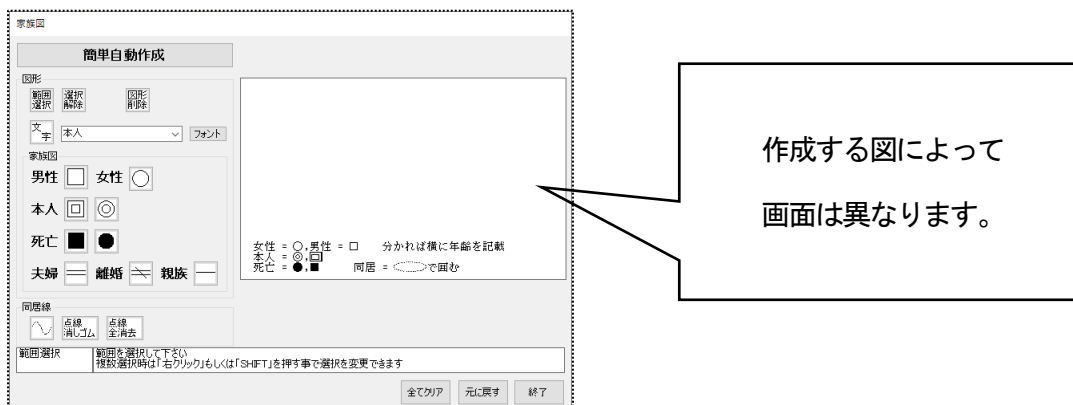 家族図
簡単自動作成
図形
範囲選択 選択解除 図形削除
文字 本人 フォント
家族図
男性 女性
本人
死亡
夫婦 離婚 親族
同居線
点線消しゴム 点線全消去
女性 = ○,男性 = □ 分かれば横に年齢を記載
本人 = ◎,回
死亡 = ●,■ 同居 = で囲む
範囲選択 範囲を選択して下さい
複数選択時は「右クリック」もしくは「SHIFT」を押す事で選択を変更できます
全てクリア 元に戻す 終了
作成する図によって
画面は異なります。